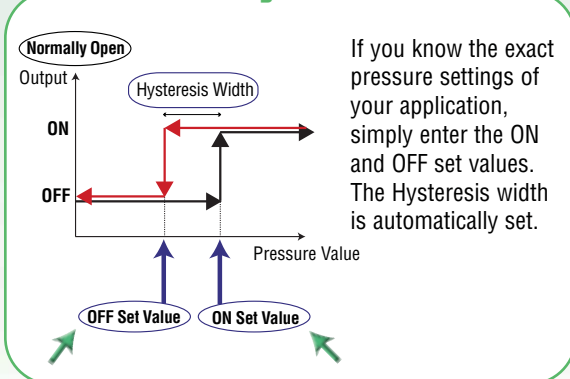 Normally Open
Output
Hysteresis Width
ON
OFF
Pressure Value
OFF Set Value
ON Set Value
If you know the exact
pressure settings of
your application,
simply enter the ON
and OFF set values.
The Hysteresis width
is automatically set.